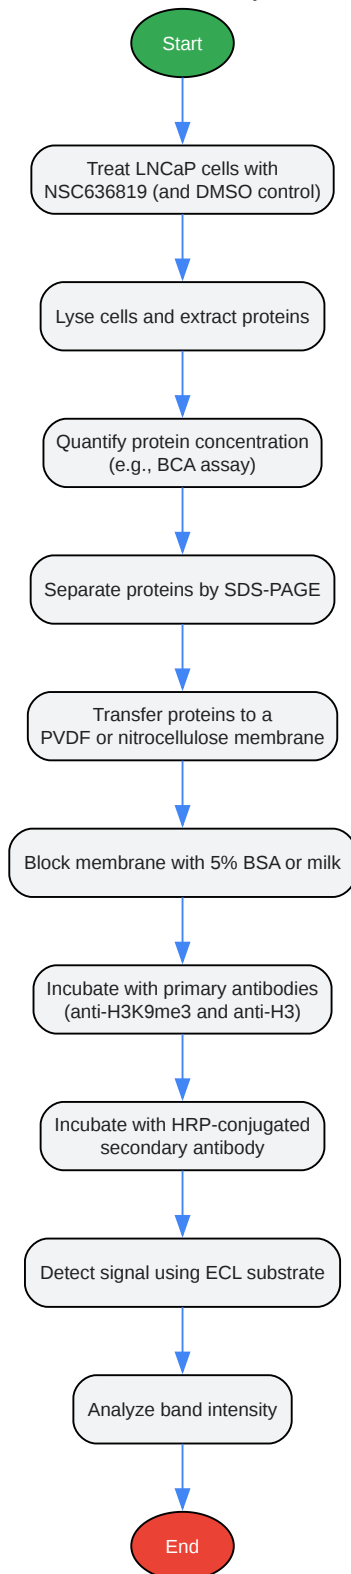 Start
Treat LNCaP cells with
NSC636819 (and DMSO control)
Lyse cells and extract proteins
Quantify protein concentration
(e.g., BCA assay)
Separate proteins by SDS-PAGE
Transfer proteins to a
PVDF or nitrocellulose membrane
Block membrane with 5% BSA or milk
Incubate with primary antibodies
(anti-H3K9me3 and anti-H3)
Incubate with HRP-conjugated
secondary antibody
Detect signal using ECL substrate
Analyze band intensity
End